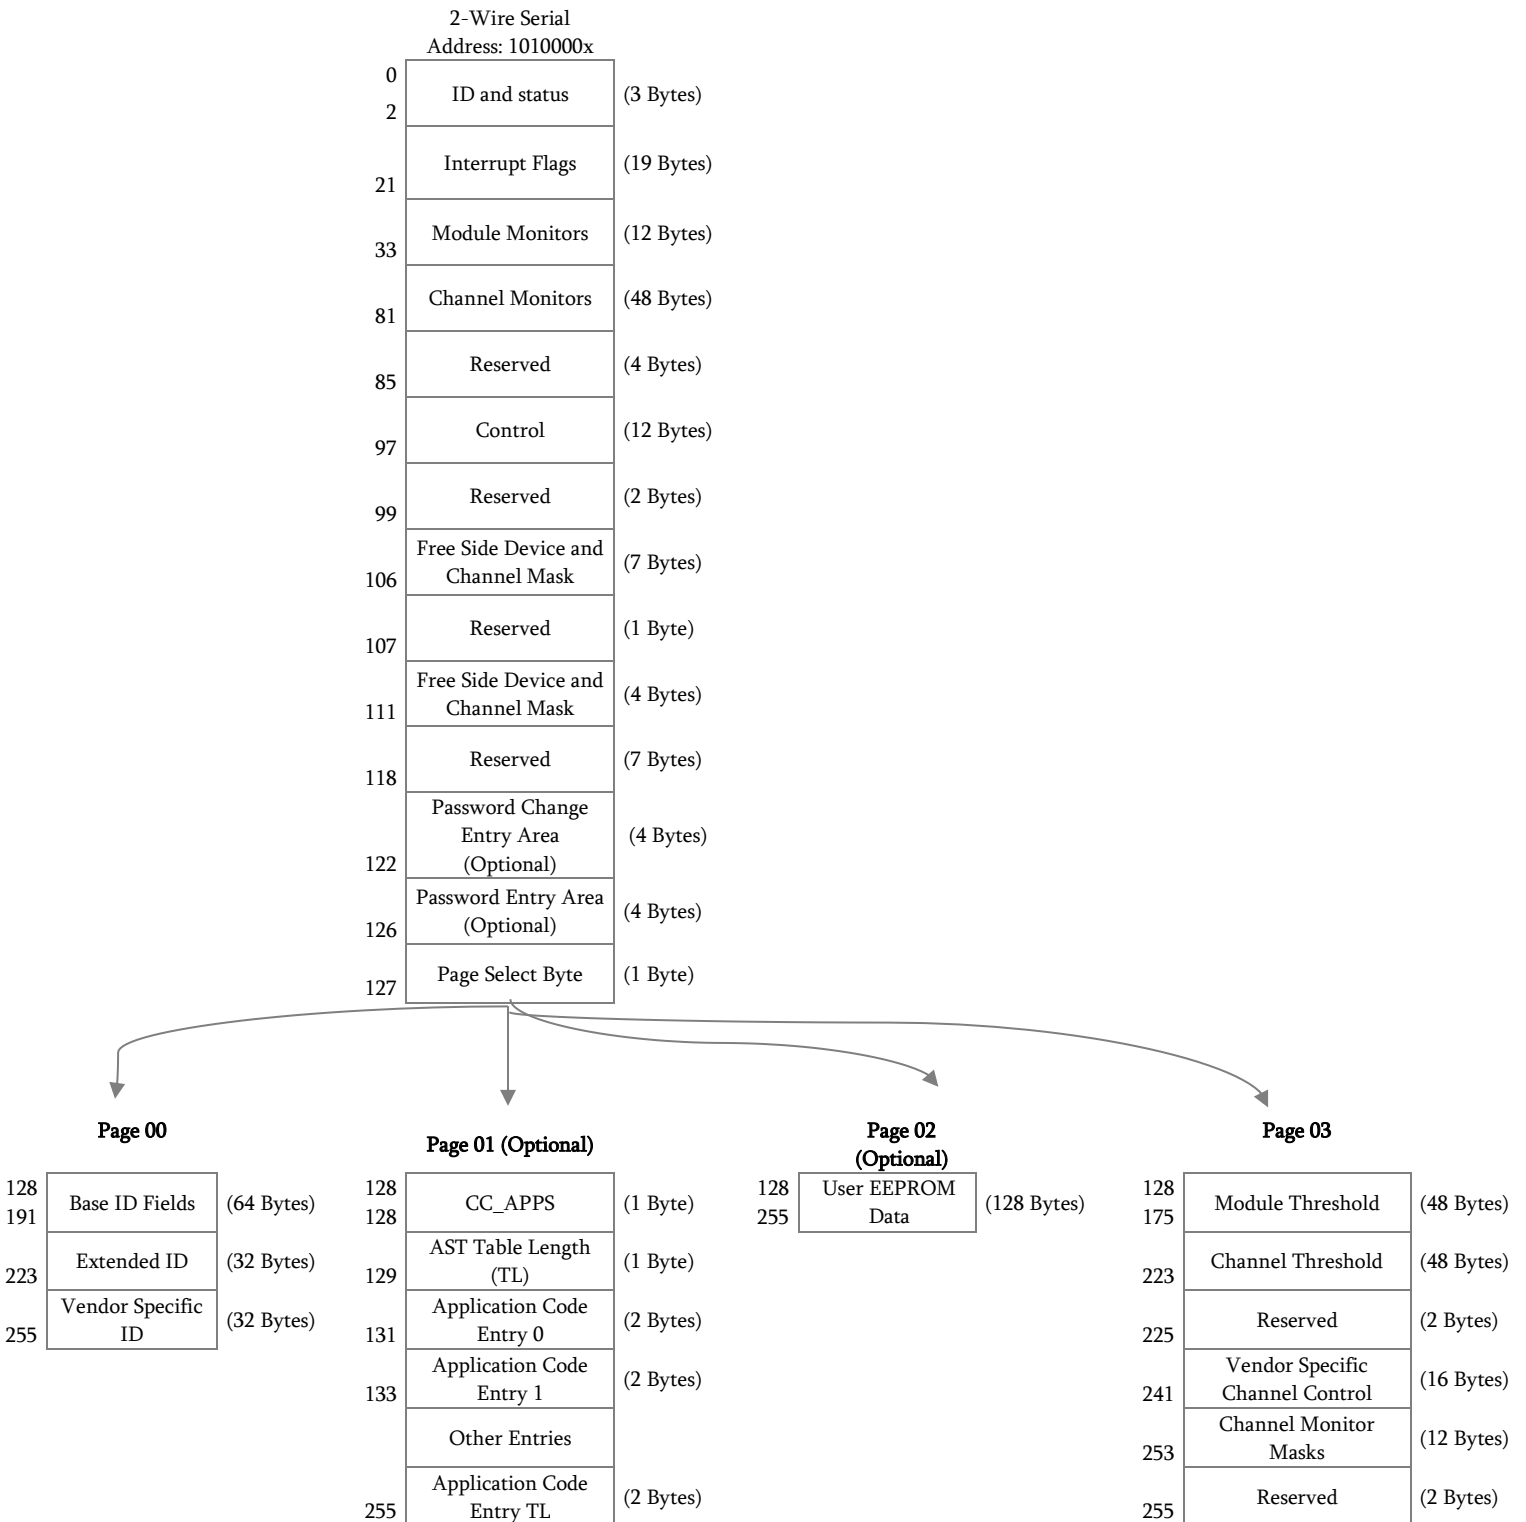 2-Wire Serial
Address: 1010000x
0
2
ID and status
(3 Bytes)
Interrupt Flags
(19 Bytes)
21
Module Monitors
(12 Bytes)
33
Channel Monitors
(48 Bytes)
81
Reserved
(4 Bytes)
85
Control
(12 Bytes)
97
Reserved
(2 Bytes)
99
Free Side Device and
Channel Mask
(7 Bytes)
106
Reserved
(1 Byte)
107
Free Side Device and
Channel Mask
(4 Bytes)
111
Reserved
(7 Bytes)
118
Password Change
Entry Area
(Optional)
(4 Bytes)
122
Password Entry Area
(Optional)
(4 Bytes)
126
Page Select Byte
(1 Byte)
127
Page 00
128
191
Base ID Fields
(64 Bytes)
Extended ID
(32 Bytes)
223
Vendor Specific
ID
(32 Bytes)
255
Page 01 (Optional)
128
128
CC_APPS
(1 Byte)
AST Table Length
(TL)
(1 Byte)
129
Application Code
Entry 0
(2 Bytes)
131
Application Code
Entry 1
(2 Bytes)
133
Other Entries
Application Code
Entry TL
(2 Bytes)
255
Page 02
(Optional)
128
255
User EEPROM
Data
(128 Bytes)
Page 03
128
175
Module Threshold
(48 Bytes)
Channel Threshold
(48 Bytes)
223
Reserved
(2 Bytes)
225
Vendor Specific
Channel Control
(16 Bytes)
241
Channel Monitor
Masks
(12 Bytes)
253
Reserved
(2 Bytes)
255